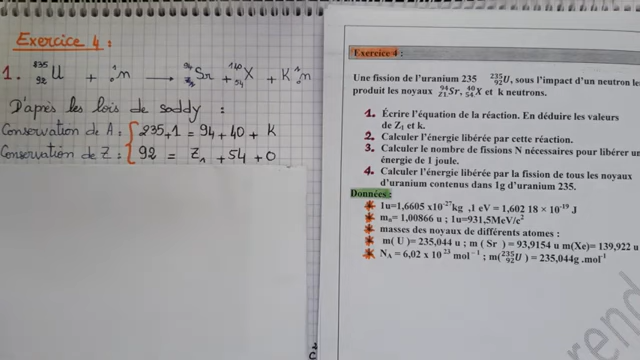 Exercice 4 :
1. ²³⁵₉₂U + ¹₀n → ⁹⁴Sr + ¹⁴⁰₅₄X + K ¹₀n
D'après les lois de soddy :
Conservation de A : { 235+1 = 94 + 40 + K
Conservation de Z : { 92 = Z₁ + 54 + 0
Exercice 4 :
Une fission de l'uranium 235 ²³⁵₉₂U, sous l'impact d'un neutron
produit les noyaux ⁹⁴Z₁Sr, ⁴⁰₅₄X et k neutrons.
1. Écrire l'équation de la réaction. En déduire les valeurs
de Z₁ et k.
2. Calculer l'énergie libérée par cette réaction.
3. Calculer le nombre de fissions N nécessaires pour libérer
énergie de 1 joule.
4. Calculer l'énergie libérée par la fission de tous les noyaux
d'uranium contenus dans 1g d'uranium 235.
Données :
1u=1,6605 x10⁻²⁷kg ,1 eV = 1,602 18 × 10⁻¹⁹ J
mₙ= 1,00866 u ; 1u=931,5MeV/c²
masses des noyaux de différents atomes :
m( U )= 235,044 u ; m ( Sr ) = 93,9154 u m(Xe)= 139,922 u
N_A = 6,02 x 10²³ mol⁻¹ ; m(²³⁵₉₂U ) = 235,044g .mol⁻¹